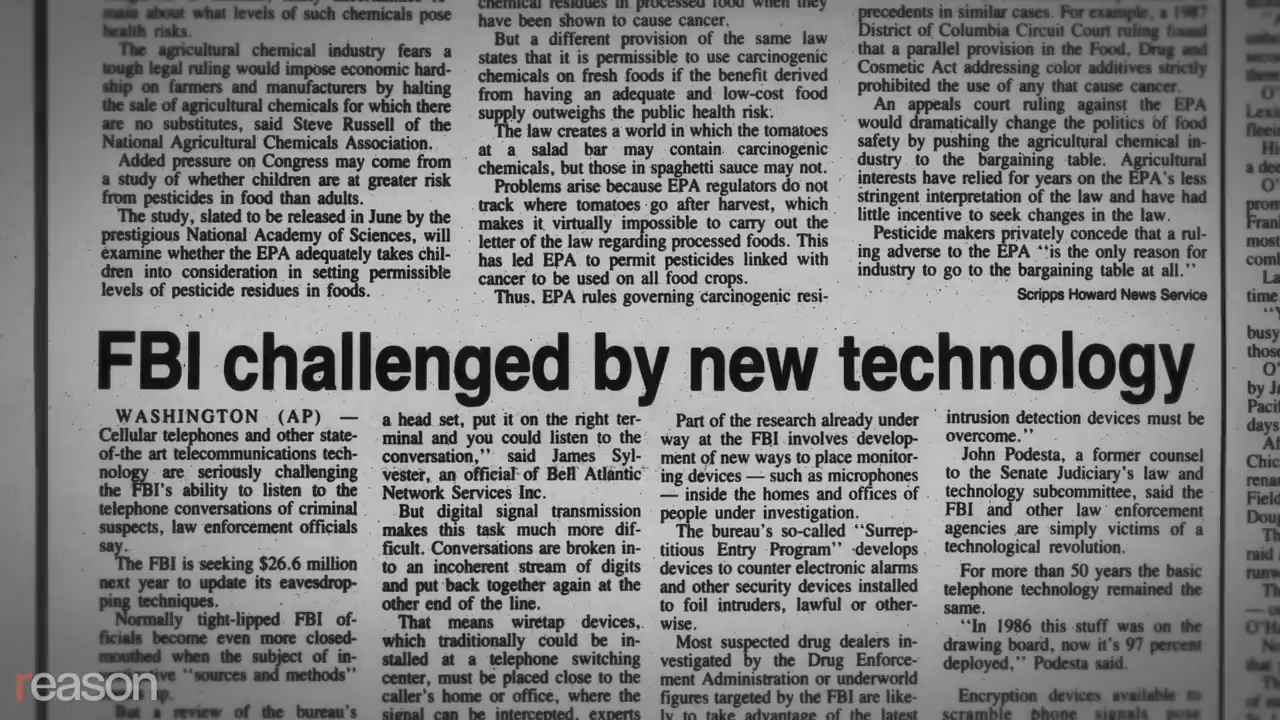 main about what levels of such chemicals pose
health risks.
The agricultural chemical industry fears a
tough legal ruling would impose economic hard-
ship on farmers and manufacturers by halting
the sale of agricultural chemicals for which there
are no substitutes, said Steve Russell of the
National Agricultural Chemicals Association.
Added pressure on Congress may come from
a study of whether children are at greater risk
from pesticides in food than adults.
The study, slated to be released in June by the
prestigious National Academy of Sciences, will
examine whether the EPA adequately takes chil-
dren into consideration in setting permissible
levels of pesticide residues in foods.
chemical residues in processed food when they
have been shown to cause cancer.
But a different provision of the same law
states that it is permissible to use carcinogenic
chemicals on fresh foods if the benefit derived
from having an adequate and low-cost food
supply outweighs the public health risk.
The law creates a world in which the tomatoes
at a salad bar may contain carcinogenic
chemicals, but those in spaghetti sauce may not.
Problems arise because EPA regulators do not
track where tomatoes go after harvest, which
makes it virtually impossible to carry out the
letter of the law regarding processed foods. This
has led EPA to permit pesticides linked with
cancer to be used on all food crops.
Thus, EPA rules governing carcinogenic resi-
precedents in similar cases. For example, a 1987
District of Columbia Circuit Court ruling found
that a parallel provision in the Food, Drug and
Cosmetic Act addressing color additives strictly
prohibited the use of any that cause cancer.
An appeals court ruling against the EPA
would dramatically change the politics of food
safety by pushing the agricultural chemical in-
dustry to the bargaining table. Agricultural
interests have relied for years on the EPA's less
stringent interpretation of the law and have had
little incentive to seek changes in the law.
Pesticide makers privately concede that a rul-
ing adverse to the EPA "is the only reason for
industry to go to the bargaining table at all."
Scripps Howard News Service
FBI challenged by new technology
WASHINGTON (AP) —
Cellular telephones and other state-
of-the art telecommunications tech-
nology are seriously challenging
the FBI's ability to listen to the
telephone conversations of criminal
suspects, law enforcement officials
say.
The FBI is seeking $26.6 million
next year to update its eavesdrop-
ping techniques.
Normally tight-lipped FBI of-
ficials become even more closed-
mouthed when the subject of in-
"sources and methods"
But a review of the bureau's
a head set, put it on the right ter-
minal and you could listen to the
conversation," said James Syl-
vester, an official of Bell Atlantic
Network Services Inc.
But digital signal transmission
makes this task much more dif-
ficult. Conversations are broken in-
to an incoherent stream of digits
and put back together again at the
other end of the line.
That means wiretap devices,
which traditionally could be in-
stalled at a telephone switching
center, must be placed close to the
caller's home or office, where the
signal can be intercepted, experts
Part of the research already under
way at the FBI involves develop-
ment of new ways to place monitor-
ing devices — such as microphones
— inside the homes and offices of
people under investigation.
The bureau's so-called "Surrep-
titious Entry Program" develops
devices to counter electronic alarms
and other security devices installed
to foil intruders, lawful or other-
wise.
Most suspected drug dealers in-
vestigated by the Drug Enforce-
ment Administration or underworld
figures targeted by the FBI are like-
ly to take advantage of the latest
intrusion detection devices must be
overcome."
John Podesta, a former counsel
to the Senate Judiciary's law and
technology subcommittee, said the
FBI and other law enforcement
agencies are simply victims of a
technological revolution.
For more than 50 years the basic
telephone technology remained the
same.
"In 1986 this stuff was on the
drawing board, now it's 97 percent
deployed," Podesta said.
Encryption devices available to
scramble phone signals pose
time
busy
those
by Ja
Pacif
days
reason